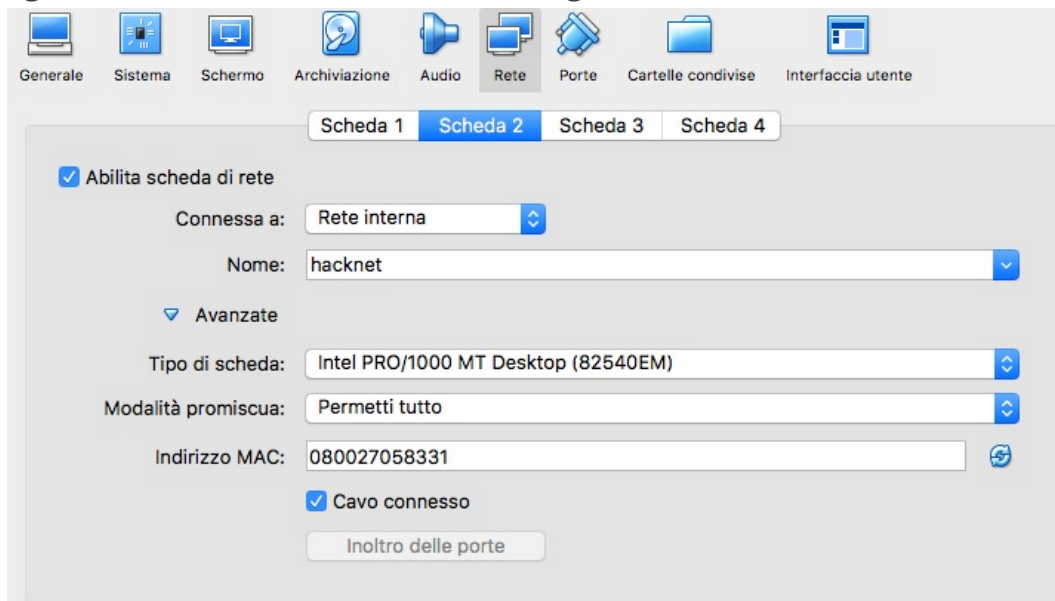 Generale Sistema Schermo Archiviazione Audio Rete Porte Cartelle condivise Interfaccia utente
Scheda 1 Scheda 2 Scheda 3 Scheda 4
Abilita scheda di rete
Connessa a: Rete interna
Nome: hacknet
Avanzate
Tipo di scheda: Intel PRO/1000 MT Desktop (82540EM)
Modalità promiscua: Permetti tutto
Indirizzo MAC: 080027058331
Cavo connesso
Inoltro delle porte